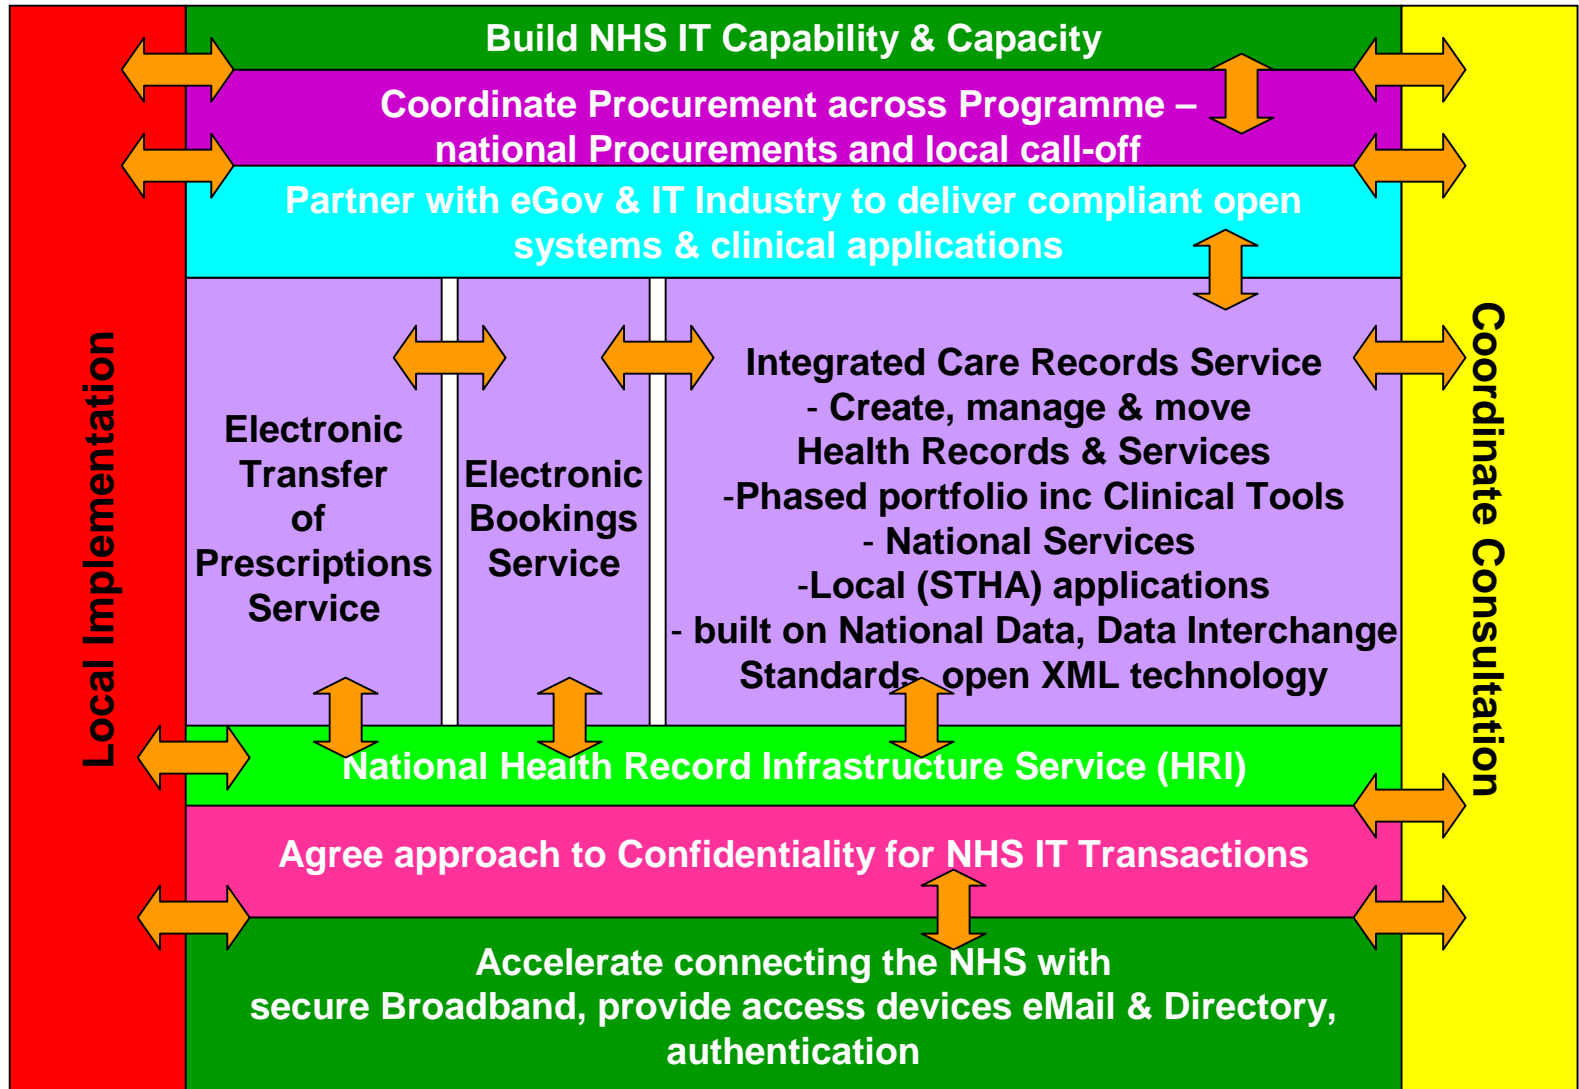 Build NHS IT Capability & Capacity
Coordinate Procurement across Programme –
national Procurements and local call-off
Partner with eGov & IT Industry to deliver compliant open
systems & clinical applications
Local Implementation
Electronic
Transfer
of
Prescriptions
Service
Electronic
Bookings
Service
Integrated Care Records Service
- Create, manage & move
Health Records & Services
-Phased portfolio inc Clinical Tools
- National Services
-Local (STHA) applications
- built on National Data, Data Interchange
Standards, open XML technology
Coordinate Consultation
National Health Record Infrastructure Service (HRI)
Agree approach to Confidentiality for NHS IT Transactions
Accelerate connecting the NHS with
secure Broadband, provide access devices eMail & Directory,
authentication